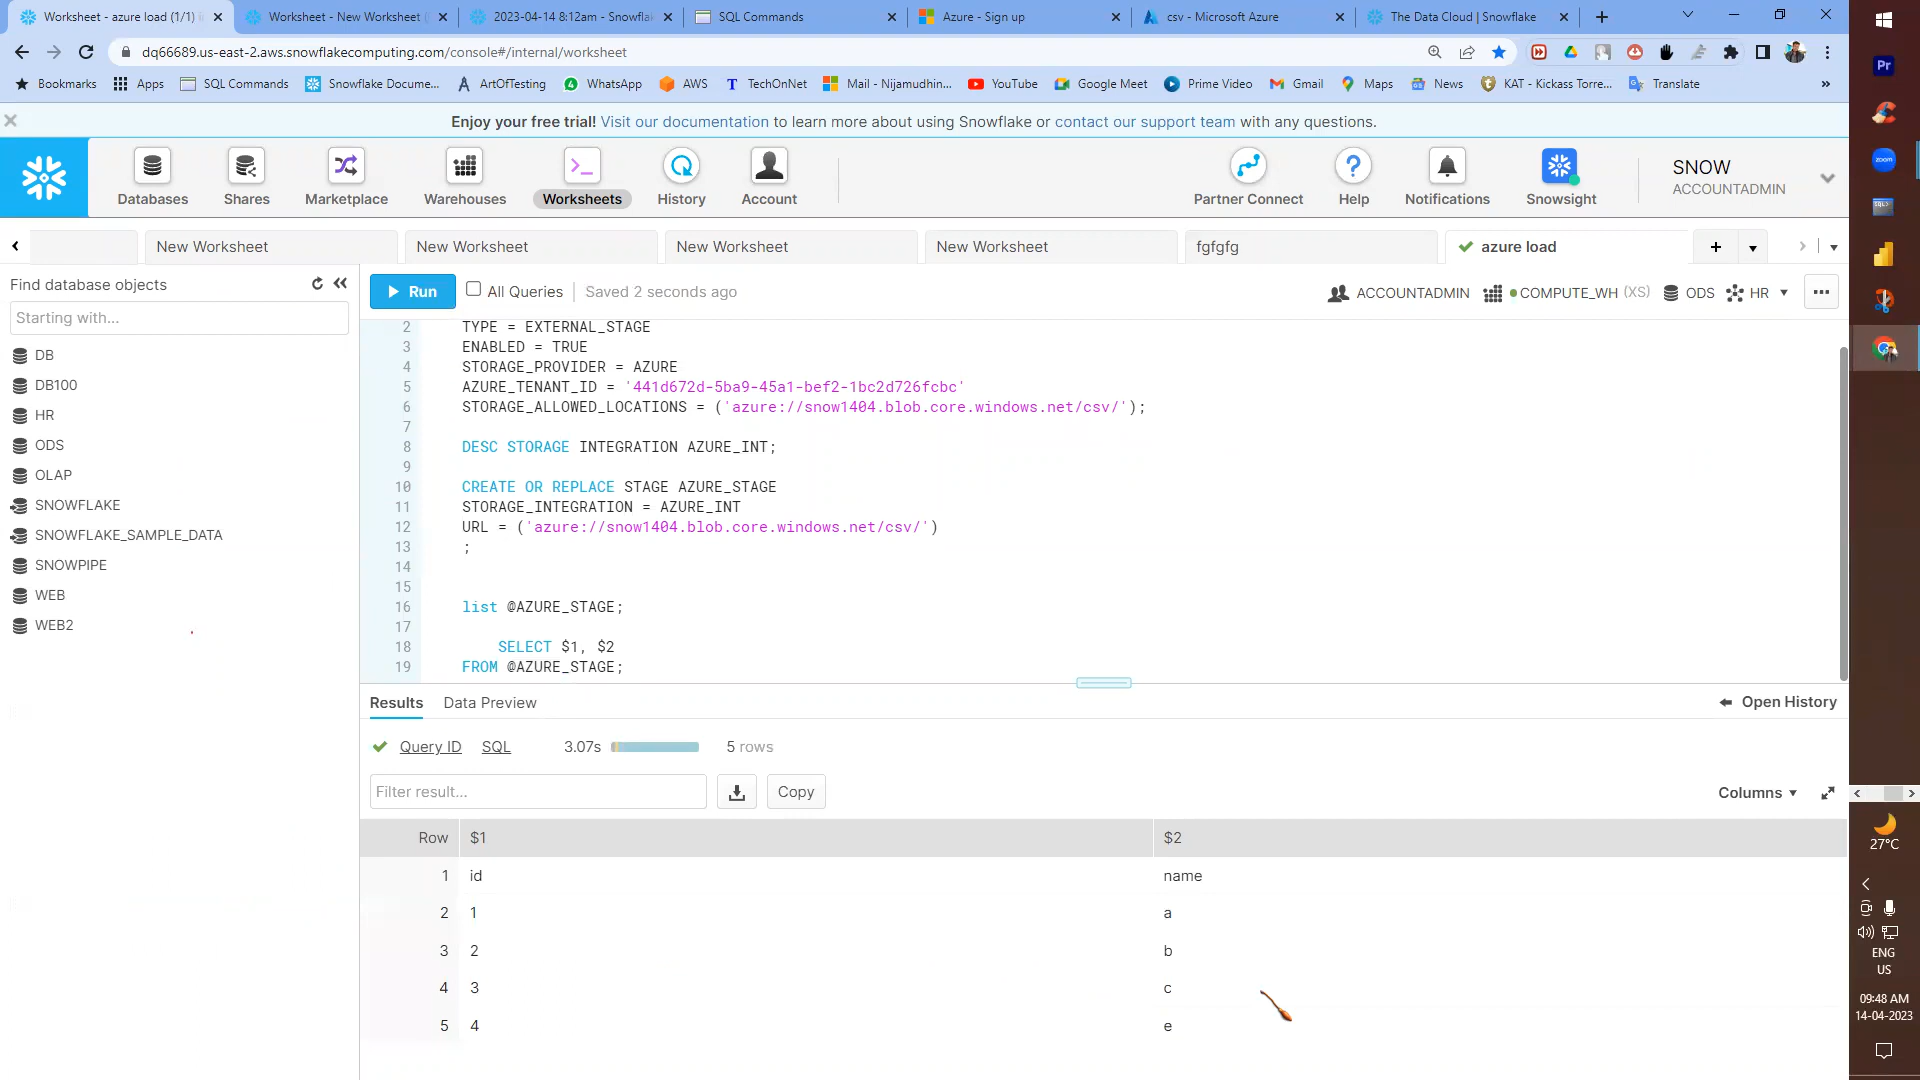 Worksheet - azure load (1/1) i
Worksheet - New Worksheet (
2023-04-14 8:12am - Snowflak
SQL Commands
Azure - Sign up
csv - Microsoft Azure
The Data Cloud | Snowflake
dq66689.us-east-2.aws.snowflakecomputing.com/console#/internal/worksheet
Bookmarks
Apps
SQL Commands
Snowflake Docume...
ArtOfTesting
WhatsApp
AWS
TechOnNet
Mail - Nijamudhin...
YouTube
Google Meet
Prime Video
Gmail
Maps
News
KAT - Kickass Torre...
Translate
»
Enjoy your free trial! Visit our documentation to learn more about using Snowflake or contact our support team with any questions.
Databases
Shares
Marketplace
Warehouses
Worksheets
History
Account
Partner Connect
Help
Notifications
Snowsight
SNOW
ACCOUNTADMIN
New Worksheet
New Worksheet
New Worksheet
New Worksheet
fgfgfg
azure load
Find database objects
Starting with...
DB
DB100
HR
ODS
OLAP
SNOWFLAKE
SNOWFLAKE_SAMPLE_DATA
SNOWPIPE
WEB
WEB2
Run
All Queries
Saved 2 seconds ago
ACCOUNTADMIN
COMPUTE_WH (XS)
ODS
HR
2 TYPE = EXTERNAL_STAGE
3 ENABLED = TRUE
4 STORAGE_PROVIDER = AZURE
5 AZURE_TENANT_ID = '441d672d-5ba9-45a1-bef2-1bc2d726fcbc'
6 STORAGE_ALLOWED_LOCATIONS = ('azure://snow1404.blob.core.windows.net/csv/');
7
8 DESC STORAGE INTEGRATION AZURE_INT;
9
10 CREATE OR REPLACE STAGE AZURE_STAGE
11 STORAGE_INTEGRATION = AZURE_INT
12 URL = ('azure://snow1404.blob.core.windows.net/csv/')
13 ;
14
15
16 list @AZURE_STAGE;
17
18 SELECT $1, $2
19 FROM @AZURE_STAGE;
Results
Data Preview
Open History
Query ID
SQL
3.07s
5 rows
Filter result...
Copy
Columns
Row $1 $2
1 id name
2 1 a
3 2 b
4 3 c
5 4 e
Pr
zoom
SQL>
27°C
ENG
US
09:48 AM
14-04-2023